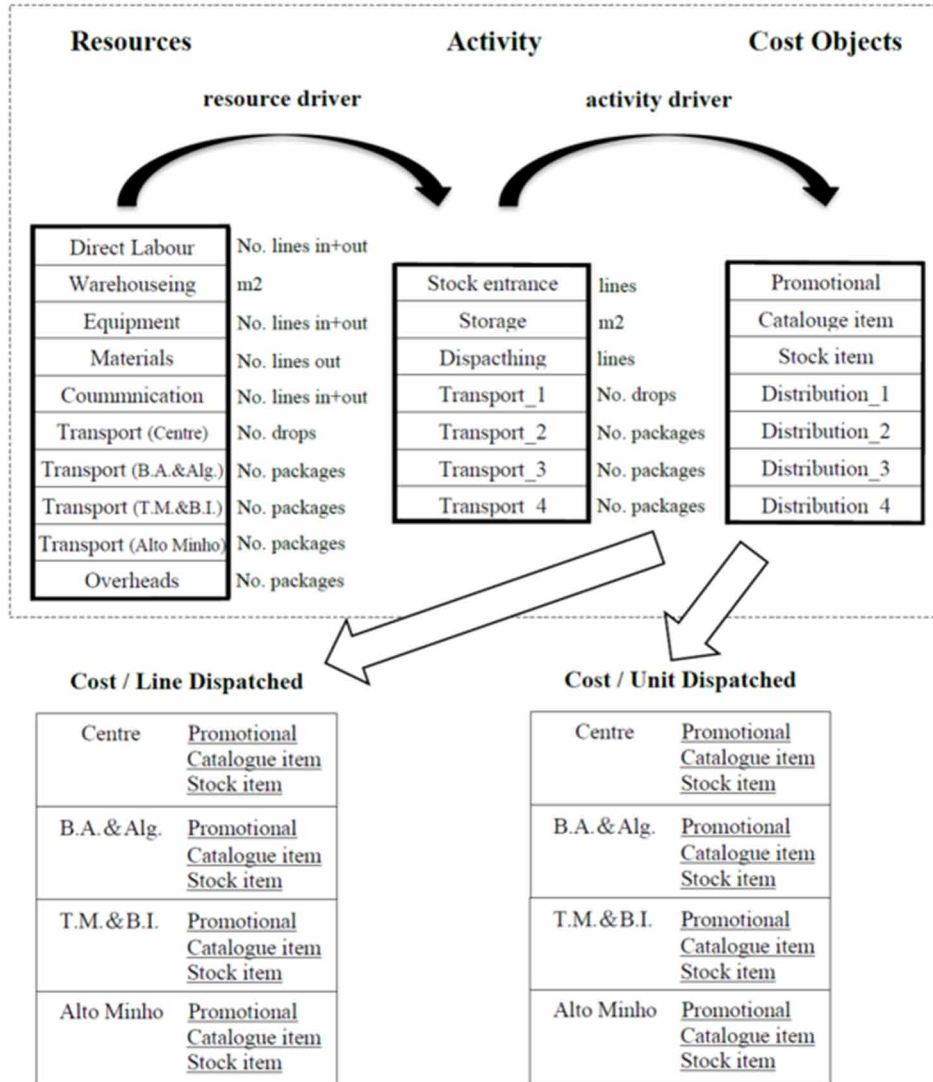 Resources Activity Cost Objects
resource driver activity driver
Direct Labour No. lines in+out
Warehouseing m2
Equipment No. lines in+out
Materials No. lines out
Coummnication No. lines in+out
Transport (Centre) No. drops
Transport (B.A.&Alg.) No. packages
Transport (T.M.&B.I.) No. packages
Transport (Alto Minho) No. packages
Overheads No. packages
Stock entrance lines
Storage m2
Dispacthing lines
Transport_1 No. drops
Transport_2 No. packages
Transport_3 No. packages
Transport_4 No. packages
Promotional
Catalouge item
Stock item
Distribution_1
Distribution_2
Distribution_3
Distribution_4
Cost / Line Dispatched
Centre Promotional
Catalogue item
Stock item
B.A.&Alg. Promotional
Catalogue item
Stock item
T.M.&B.I. Promotional
Catalogue item
Stock item
Alto Minho Promotional
Catalogue item
Stock item
Cost / Unit Dispatched
Centre Promotional
Catalogue item
Stock item
B.A.&Alg. Promotional
Catalogue item
Stock item
T.M.&B.I. Promotional
Catalogue item
Stock item
Alto Minho Promotional
Catalogue item
Stock item